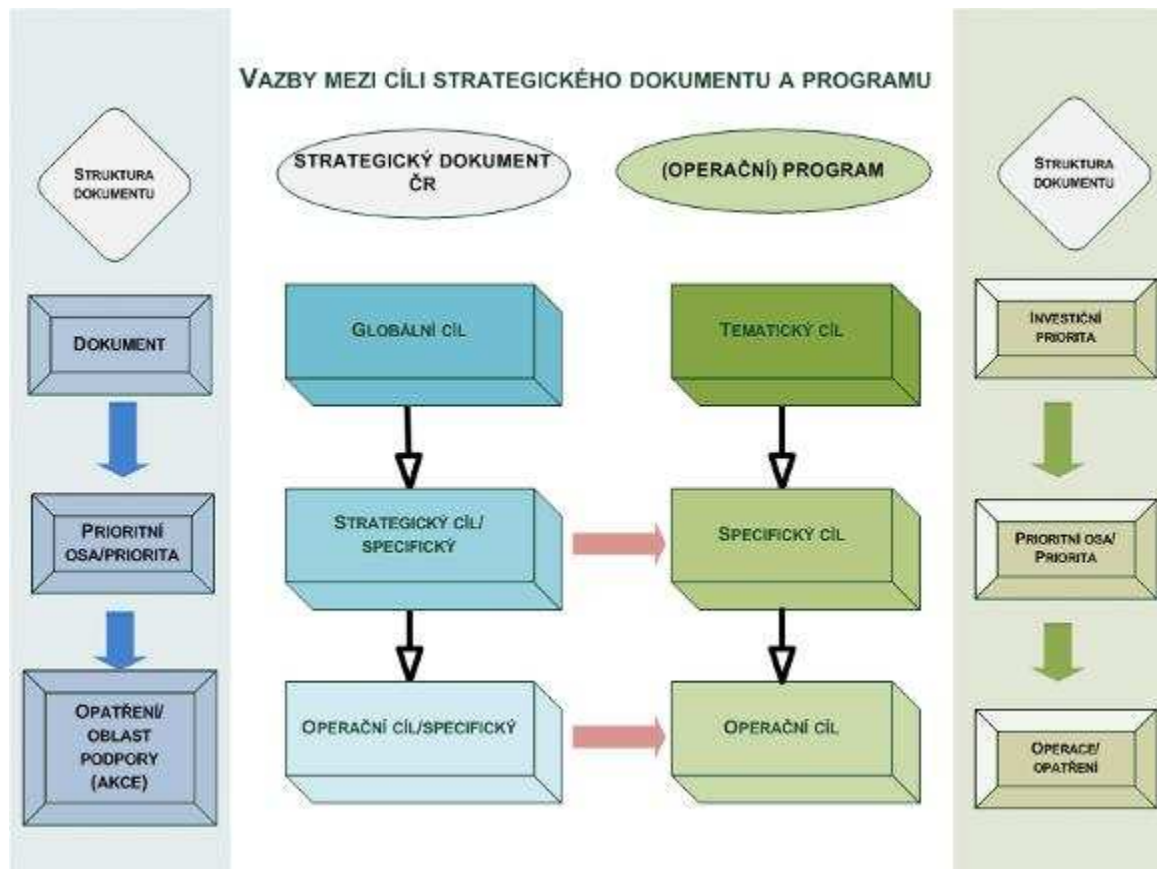 VAZBY MEZI CÍLI STRATEGICKÉHO DOKUMENTU A PROGRAMU
STRUKTURA
DOKUMENTU
STRATEGICKÝ DOKUMENT
ČR
(OPERAČNÍ) PROGRAM
STRUKTURA
DOKUMENTU
DOKUMENT
GLOBÁLNÍ CÍL
TEMATICKÝ CÍL
INVESTIČNÍ
PRIORITA
PRIORITNÍ
OSA/PRIORITA
STRATEGICKÝ CÍL/
SPECIFICKÝ
SPECIFICKÝ CÍL
PRIORITNÍ OSA/
PRIORITA
OPATŘENÍ/
OBLAST
PODPORY
(AKCE)
OPERAČNÍ CÍL/SPECIFICKÝ
OPERAČNÍ CÍL
OPERACE/
OPATŘENÍ